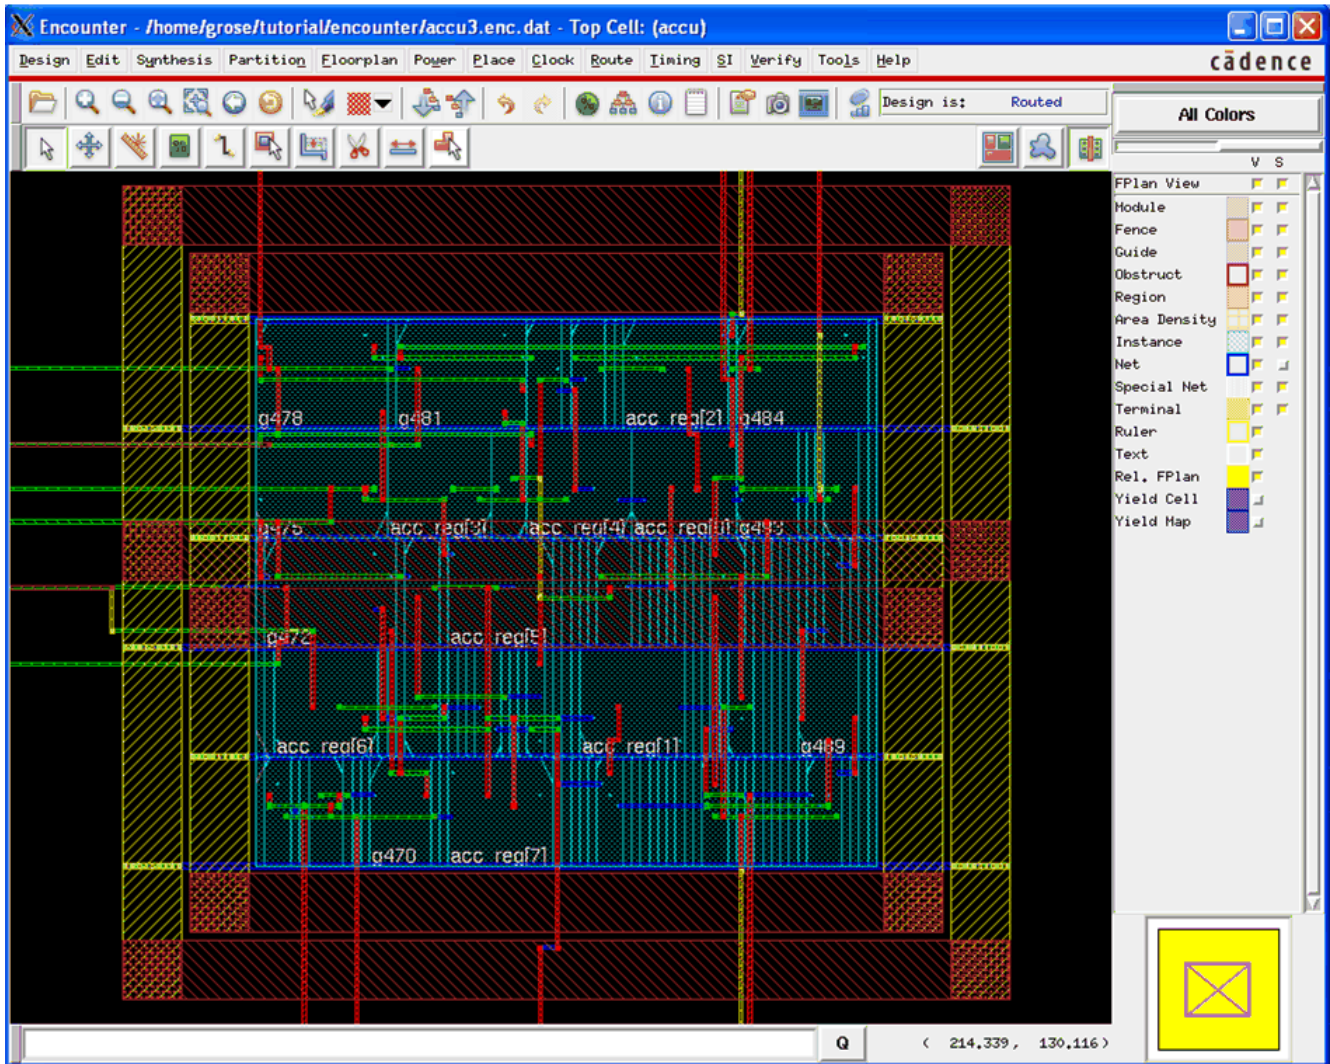 Encounter - /home/grose/tutorial/encounter/accu3.enc.dat - Top Cell: (accu)
Design Edit Synthesis Partition Floorplan Power Place Clock Route Timing SI Verify Tools Help
cādence
Design is: Routed
All Colors
V S
FPlan View
Module
Fence
Guide
Obstruct
Region
Area Density
Instance
Net
Special Net
Terminal
Ruler
Text
Rel. FPlan
Yield Cell
Yield Map
g478 g481 acc_reg[2] g484
g475 acc_reg[3] acc_reg[4] acc_reg[0] g493
g472 acc_reg[5]
acc_reg[6] acc_reg[1] g469
g470 acc_reg[7]
Q
( 214.339, 130.116)